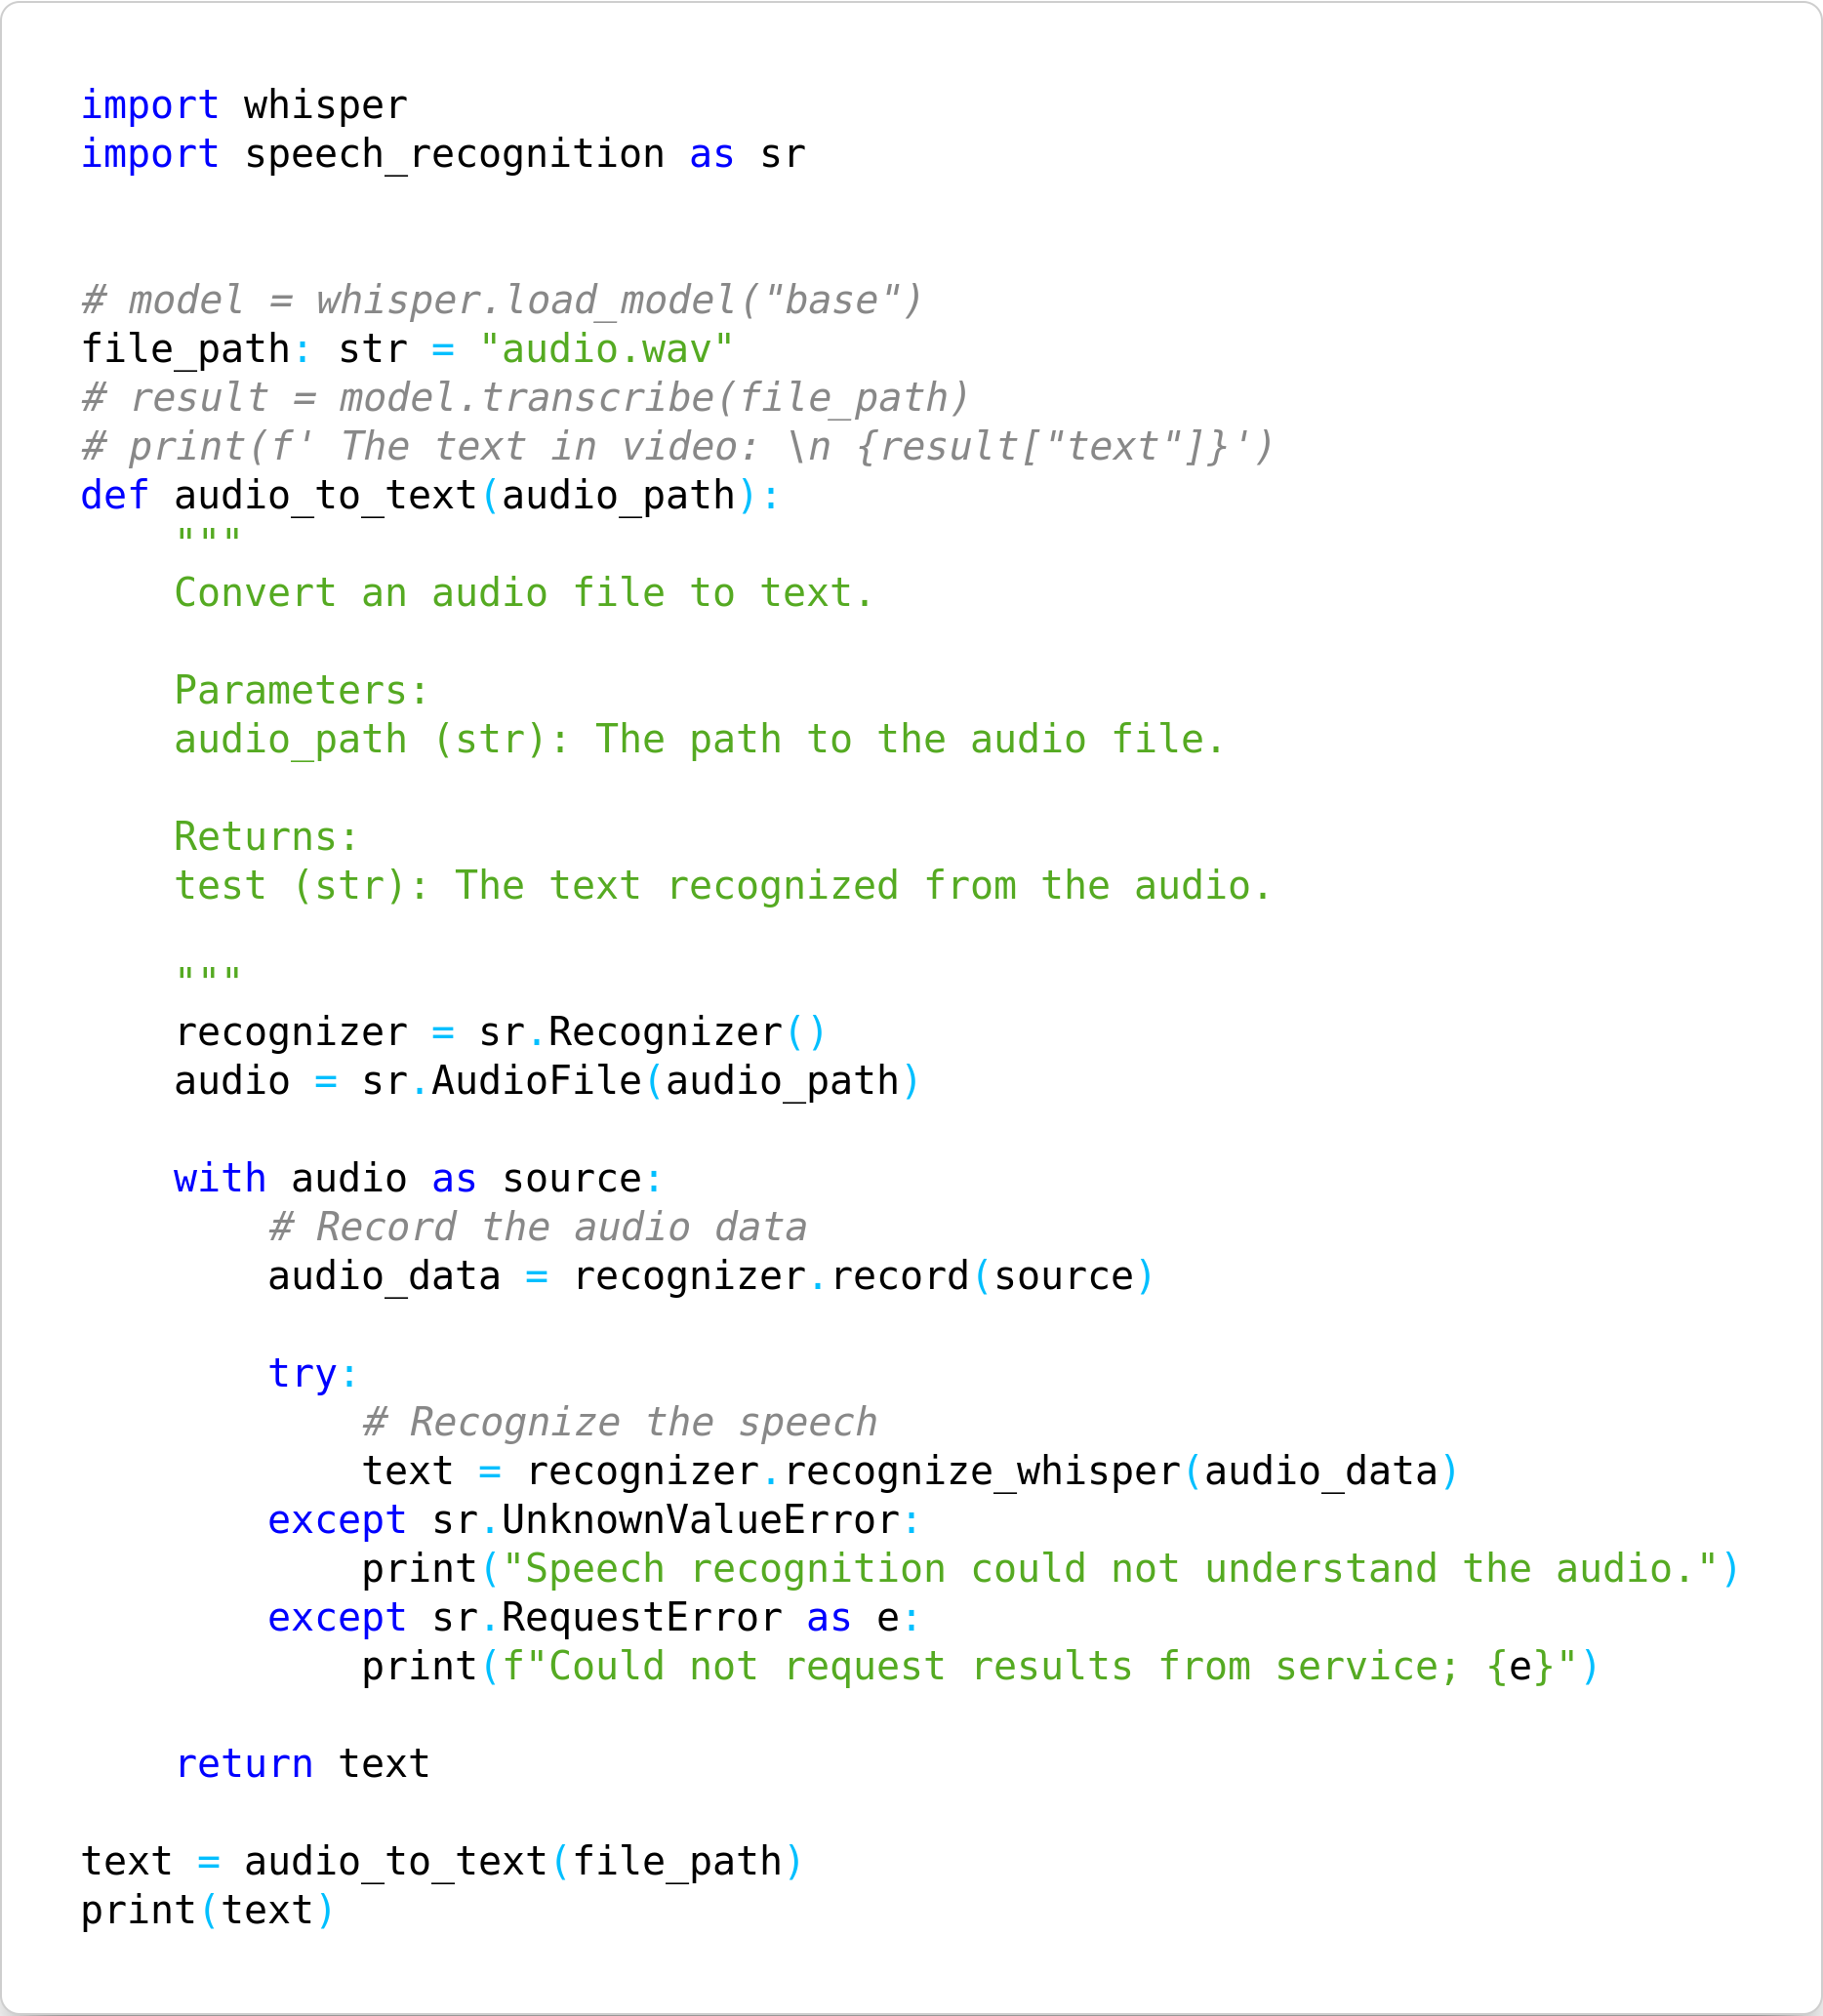 import whisper
import speech_recognition as sr
# model = whisper.load_model("base")
file_path: str = "audio.wav"
# result = model.transcribe(file_path)
# print(f' The text in video: \n {result["text"]}')
def audio_to_text(audio_path):
    """
    Convert an audio file to text.

    Parameters:
    audio_path (str): The path to the audio file.

    Returns:
    test (str): The text recognized from the audio.

    """
    recognizer = sr.Recognizer()
    audio = sr.AudioFile(audio_path)

    with audio as source:
        # Record the audio data
        audio_data = recognizer.record(source)

        try:
            # Recognize the speech
            text = recognizer.recognize_whisper(audio_data)
        except sr.UnknownValueError:
            print("Speech recognition could not understand the audio.")
        except sr.RequestError as e:
            print(f"Could not request results from service; {e}")

    return text

text = audio_to_text(file_path)
print(text)